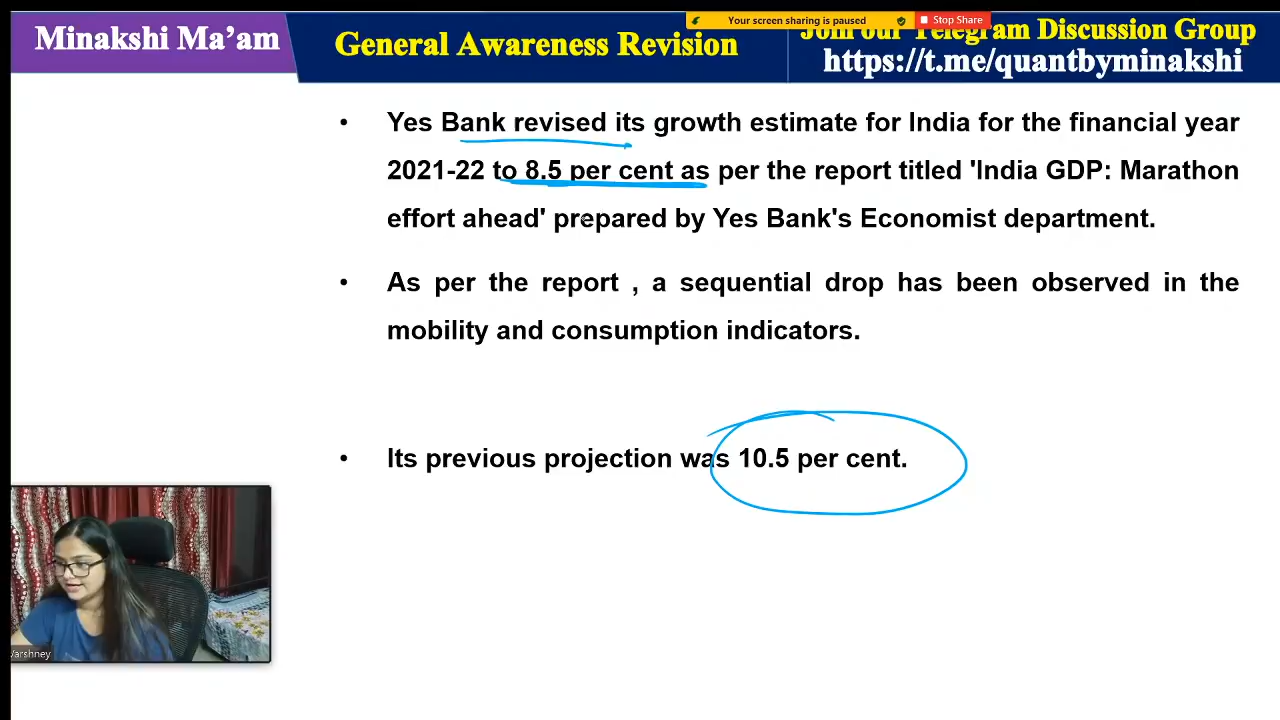 Minakshi Ma’am
General Awareness Revision
Your screen sharing is paused
Stop Share
Join our Telegram Discussion Group
https://t.me/quantbyminakshi
• Yes Bank revised its growth estimate for India for the financial year
2021-22 to 8.5 per cent as per the report titled 'India GDP: Marathon
effort ahead' prepared by Yes Bank's Economist department.
• As per the report , a sequential drop has been observed in the
mobility and consumption indicators.
• Its previous projection was 10.5 per cent.
Varshney